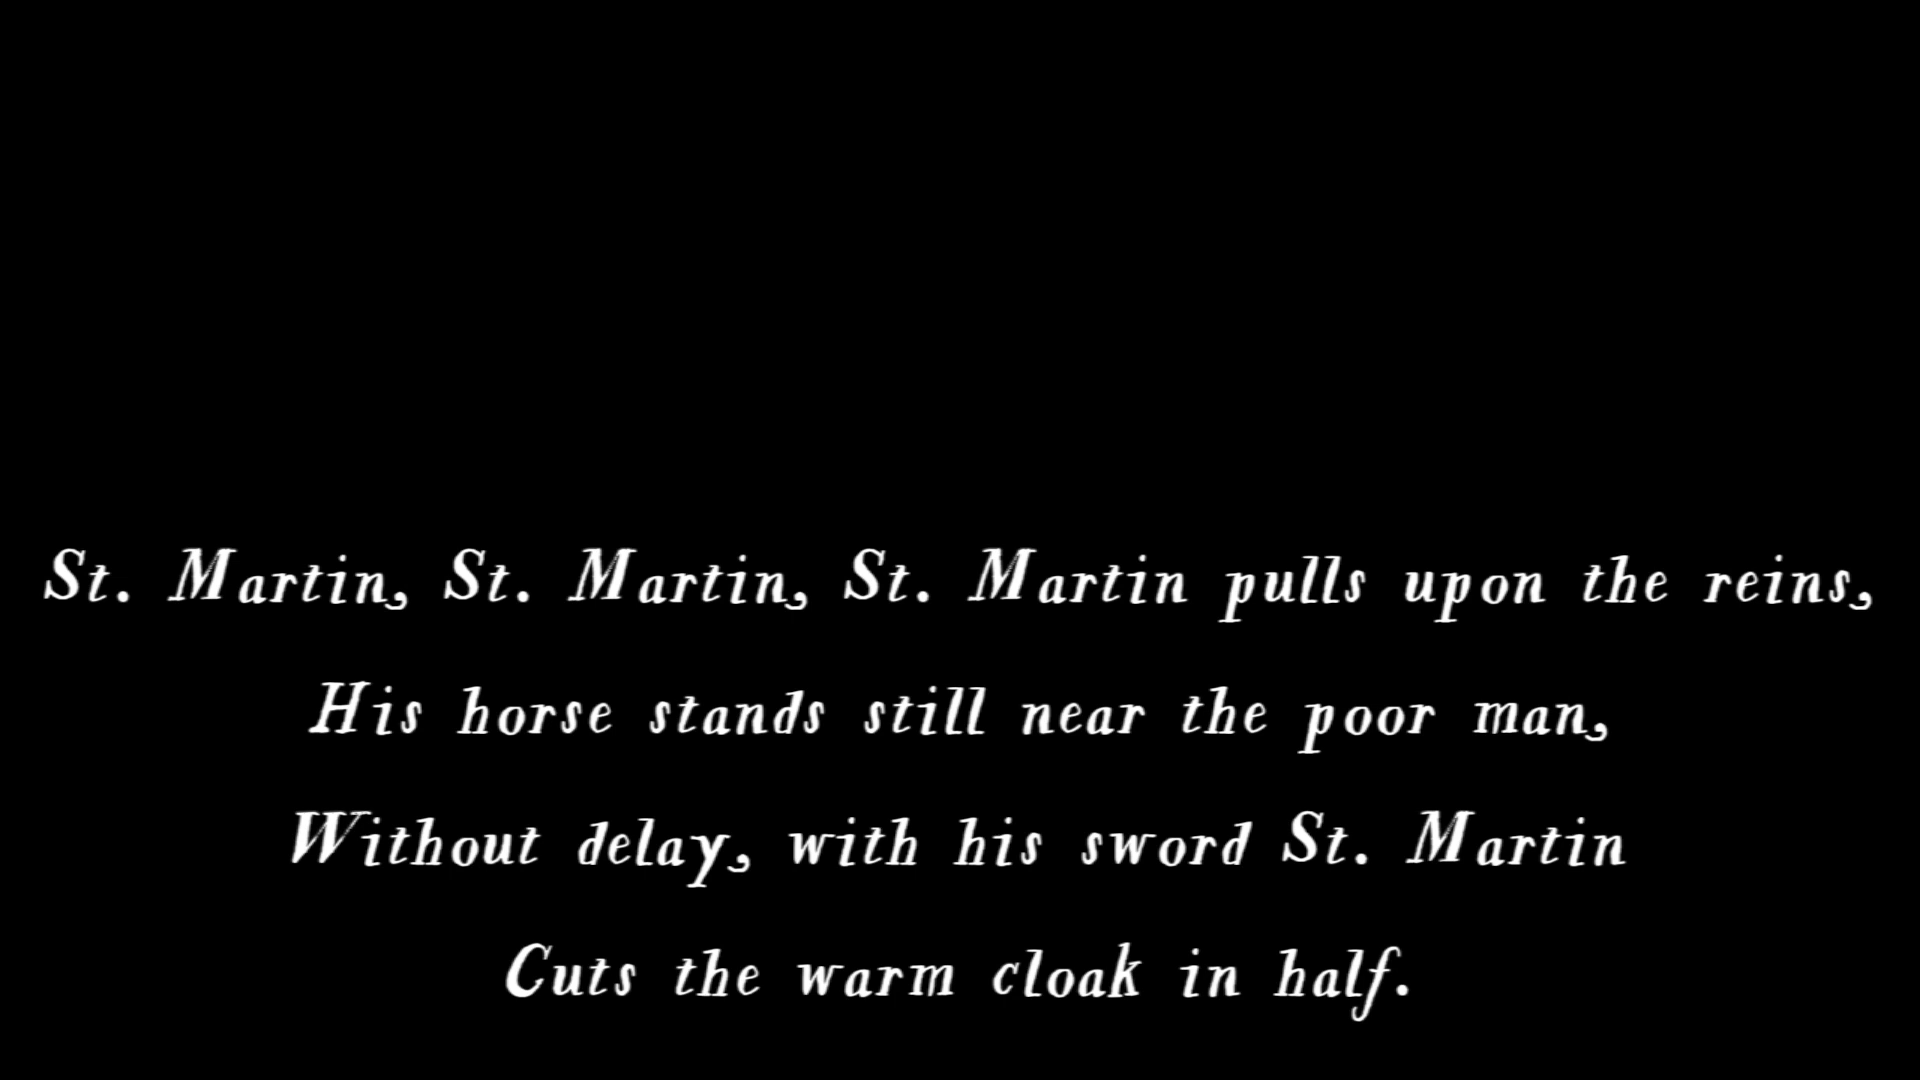 St. Martin, St. Martin, St. Martin pulls upon the reins,
His horse stands still near the poor man,
Without delay, with his sword St. Martin
Cuts the warm cloak in half.